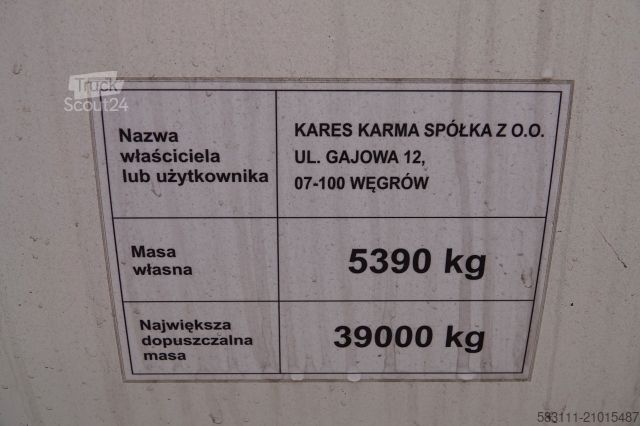 Truck
Scout24
Nazwa
właściciela
lub użytkownika
KARES KARMA SPÓŁKA Z O.O.
UL. GAJOWA 12,
07-100 WĘGRÓW
Masa
własna
5390 kg
Największa
dopuszczalna
masa
39000 kg
583111-21015487